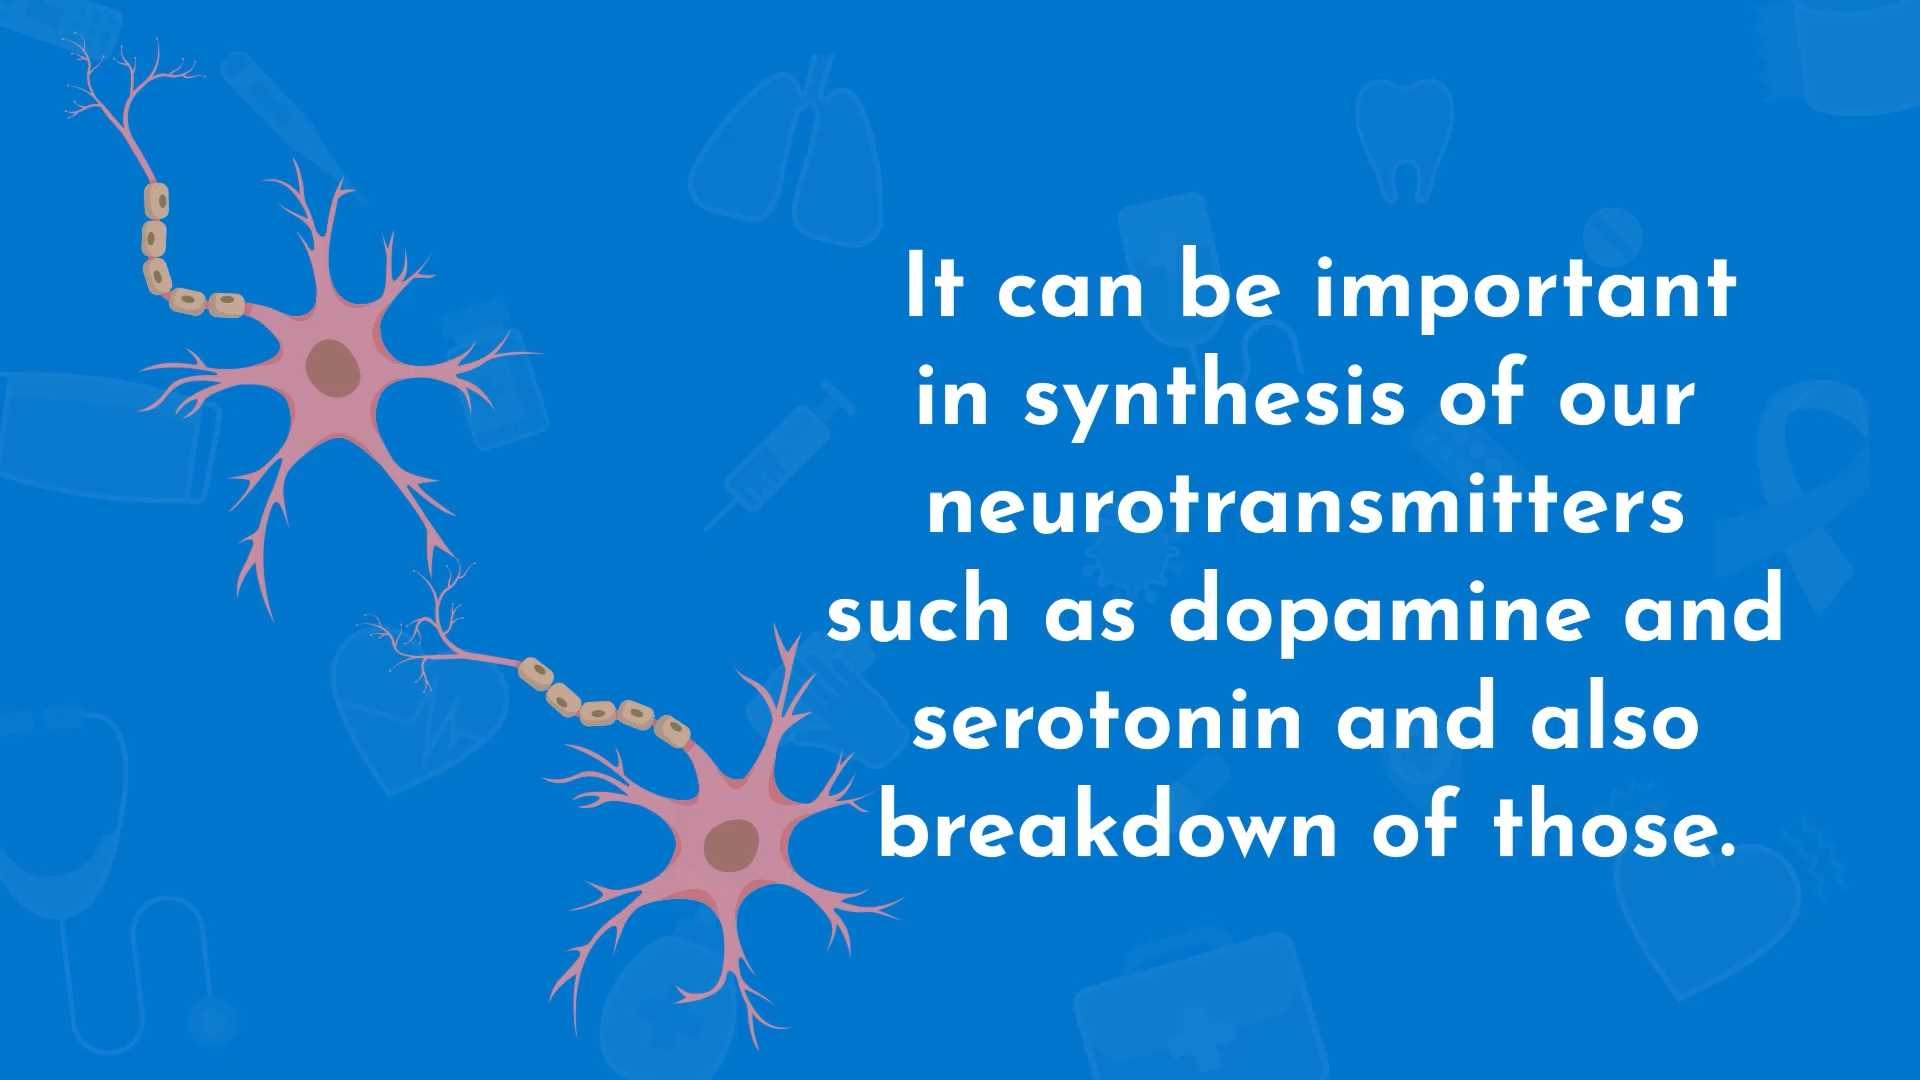 It can be important
in synthesis of our
neurotransmitters
such as dopamine and
serotonin and also
breakdown of those.